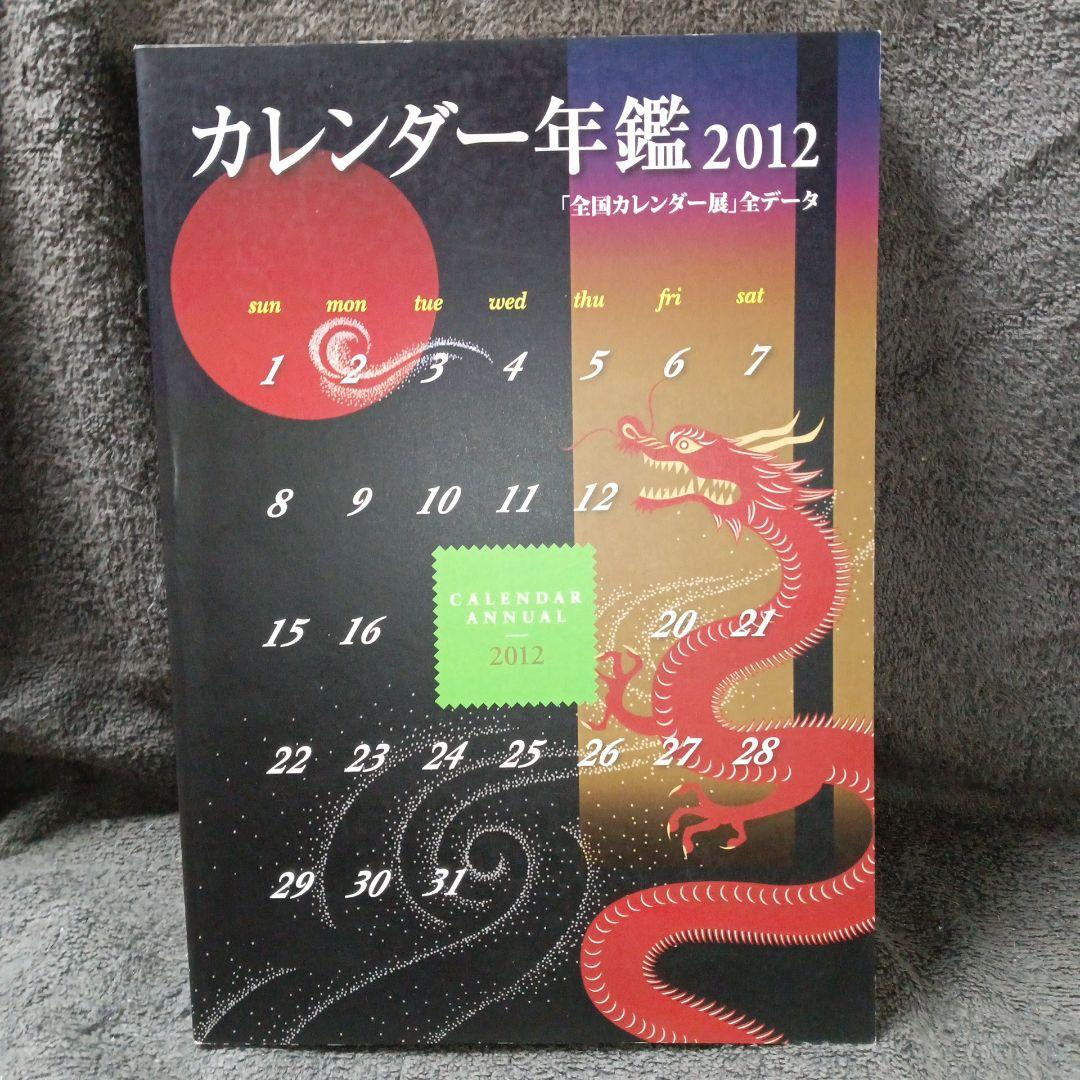 カレンダー年鑑2012
「全国カレンダー展」全データ
sun mon tue wed thu fri sat
1 2 3 4 5 6 7
8 9 10 11 12
CALENDAR
ANNUAL
2012
15 16 20 21
22 23 24 25 26 27 28
29 30 31